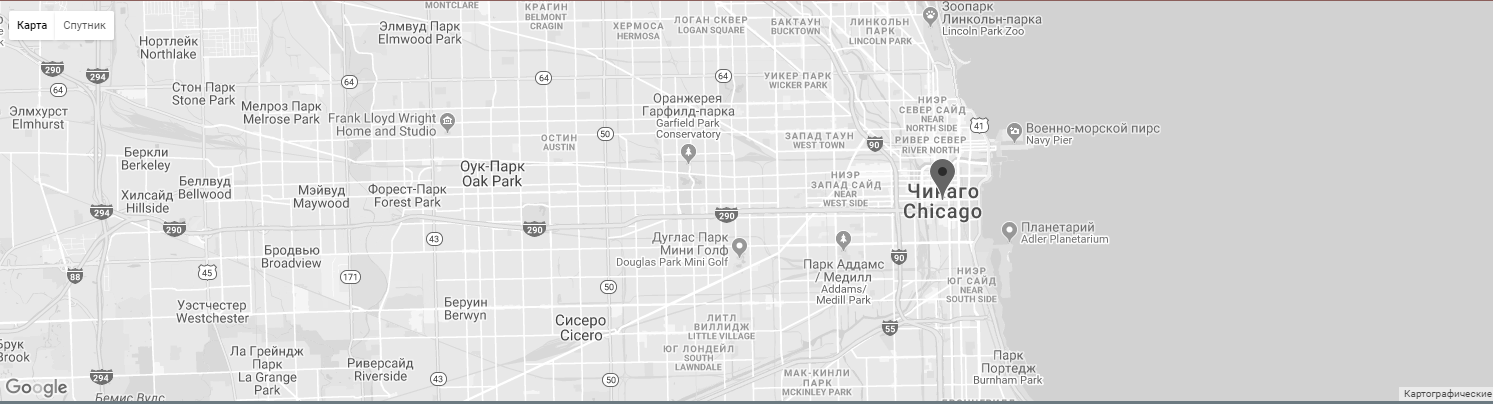 Карта
Спутник
MONTCLARE
КРАГИН
BELMONT
CRAGIN
ХЕРМОСА
HERMOSA
ЛОГАН СКВЕР
LOGAN SQUARE
БАКТАУН
BUCKTOWN
ЛИНКОЛЬН
ПАРК
LINCOLN PARK
Зоопарк
Линкольн-парка
Lincoln Park Zoo
Нортлейк
Northlake
Элмвуд Парк
Elmwood Park
290
294
64
64
64
64
Стон Парк
Stone Park
Мелроз Парк
Melrose Park
Элмхурст
Elmhurst
Frank Lloyd Wright
Home and Studio
УИКЕР ПАРК
WICKER PARK
Оранжерея
Гарфилд-парка
Garfield Park
Conservatory
НИЭР
СЕВЕР САЙД
NEAR
NORTH SIDE
41
Военно-морской пирс
Navy Pier
ОСТИН
AUSTIN
50
ЗАПАД ТАУН
WEST TOWN
90
РИВЕР СЕВЕР
RIVER NORTH
Беркли
Berkeley
Беллвуд
Bellwood
Хилсайд
Hillside
Мэйвуд
Maywood
Форест-Парк
Forest Park
Оук-Парк
Oak Park
НИЭР
ЗАПАД САЙД
NEAR
WEST SIDE
Чикаго
Chicago
294
290
290
290
43
Бродвью
Broadview
Дуглас Парк
Мини Голф
Douglas Park Mini Golf
Парк Аддамс
/ Медилл
Addams/
Medill Park
90
Планетарий
Adler Planetarium
88
45
171
50
НИЭР
ЮГ САЙД
NEAR
SOUTH SIDE
Уэстчестер
Westchester
Беруин
Berwyn
Сисеро
Cicero
ЛИТЛ
ВИЛЛИДЖ
LITTLE VILLAGE
55
ЮГ ЛОНДЕЙЛ
SOUTH
LAWNDALE
Брук
Brook
Ла Грейндж
Парк
La Grange
Park
Риверсайд
Riverside
294
43
50
МАК-КИНЛИ
ПАРК
MCKINLEY PARK
Парк
Портедж
Burnham Park
Google
Бемис Вудс
Картографические